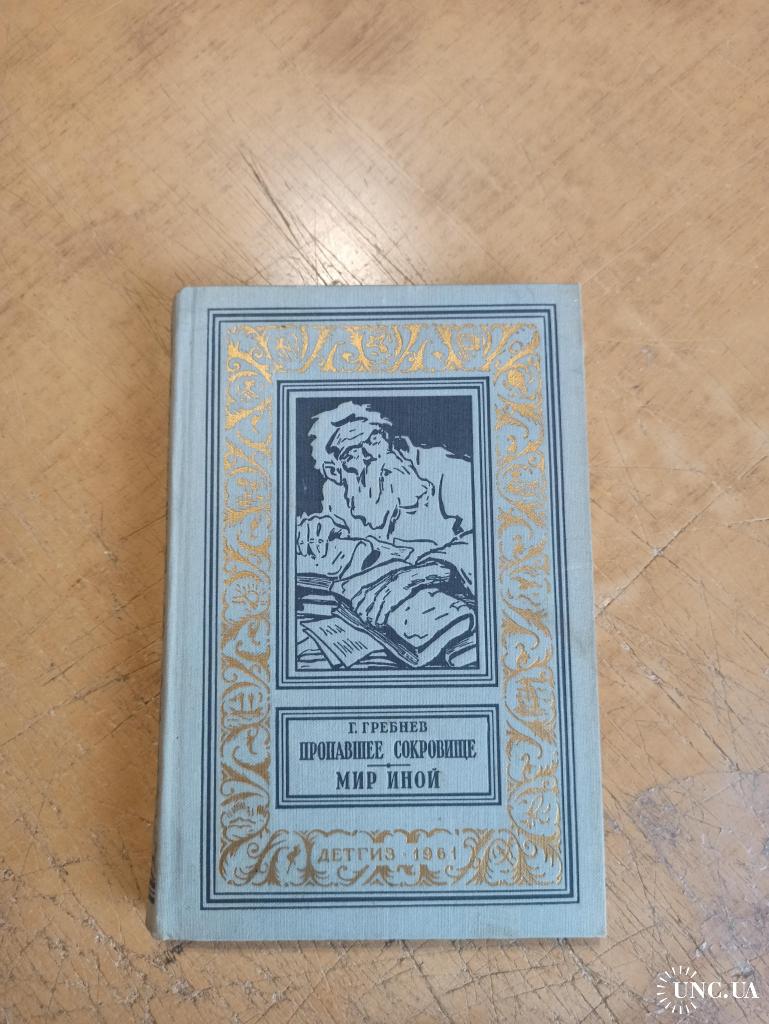 Г. ГРЕБНЕВ
ПРОПАВШЕЕ СОКРОВИЩЕ
МИР ИНОЙ
ДЕТГИЗ · 1961
UNC.UA